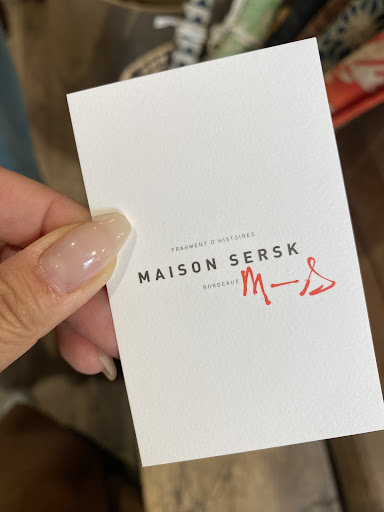 FRAGMENT D'HISTOIRES
MAISON SERSK
BORDEAUX
M-S